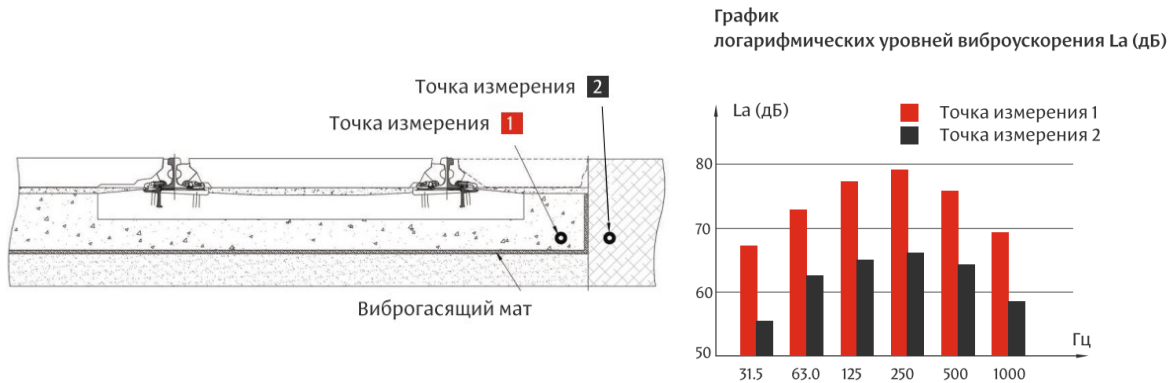 График
логарифмических уровней виброускорения La (дБ)
Точка измерения 2
Точка измерения 1
Виброгасящий мат
La (дБ)
Точка измерения 1
Точка измерения 2
80
70
60
50
Гц
31.5 63.0 125 250 500 1000